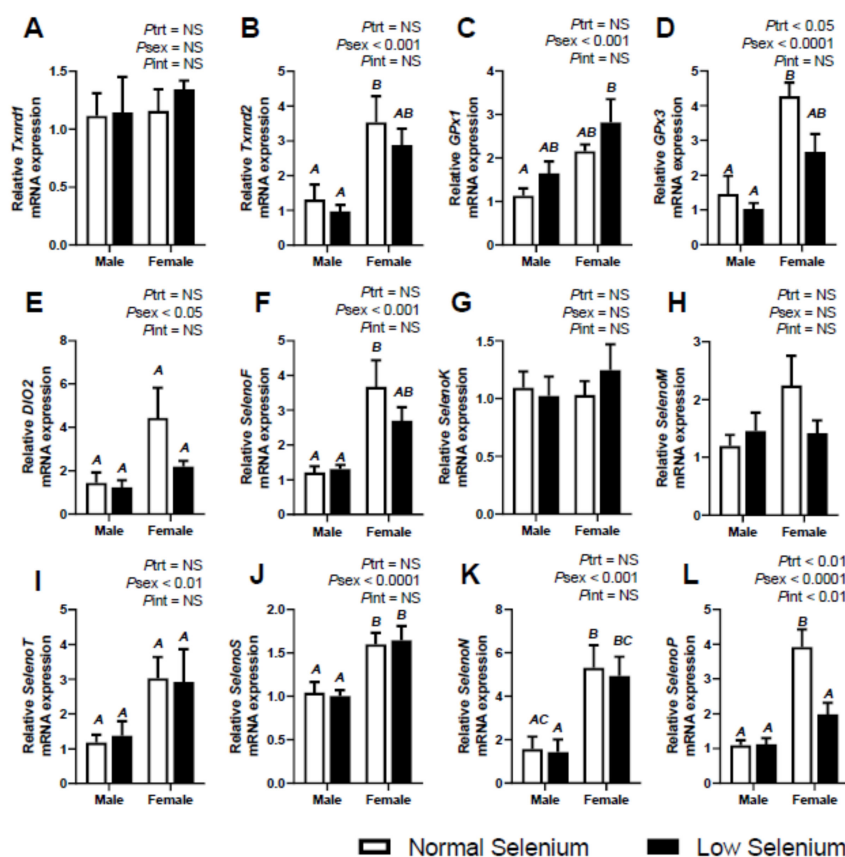 A
Ptrt = NS
Psex = NS
Pint = NS
Relative Txnrd1
mRNA expression
1.5
1.0
0.5
0.0
Male Female
B
Ptrt = NS
Psex < 0.001
Pint = NS
Relative Txnrd2
mRNA expression
5
4
3
2
1
0
A A B AB
Male Female
C
Ptrt = NS
Psex < 0.001
Pint = NS
Relative GPx1
mRNA expression
4
3
2
1
0
A AB AB B
Male Female
D
Ptrt < 0.05
Psex < 0.0001
Pint = NS
Relative GPx3
mRNA expression
5
4
3
2
1
0
A A B AB
Male Female
E
Ptrt = NS
Psex < 0.05
Pint = NS
Relative DIO2
mRNA expression
8
6
4
2
0
A A A A
Male Female
F
Ptrt = NS
Psex < 0.001
Pint = NS
Relative SelenoF
mRNA expression
5
4
3
2
1
0
A A B AB
Male Female
G
Ptrt = NS
Psex = NS
Pint = NS
Relative SelenoK
mRNA expression
1.5
1.0
0.5
0.0
Male Female
H
Ptrt = NS
Psex = NS
Pint = NS
Relative SelenoM
mRNA expression
3
2
1
0
Male Female
I
Ptrt = NS
Psex < 0.01
Pint = NS
Relative SelenoT
mRNA expression
5
4
3
2
1
0
A A A A
Male Female
J
Ptrt = NS
Psex < 0.0001
Pint = NS
Relative SelenoS
mRNA expression
2.0
1.5
1.0
0.5
0.0
A A B B
Male Female
K
Ptrt = NS
Psex < 0.001
Pint = NS
Relative SelenoN
mRNA expression
8
6
4
2
0
AC A B BC
Male Female
L
Ptrt < 0.01
Psex < 0.0001
Pint < 0.01
Relative SelenoP
mRNA expression
5
4
3
2
1
0
A A B A
Male Female
Normal Selenium Low Selenium